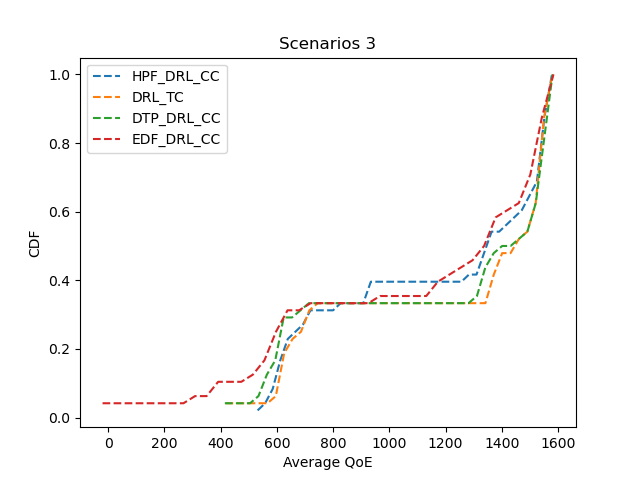 Scenarios 3
HPF_DRL_CC
DRL_TC
DTP_DRL_CC
EDF_DRL_CC
1.0
0.8
0.6
0.4
0.2
0.0
CDF
0 200 400 600 800 1000 1200 1400 1600
Average QoE